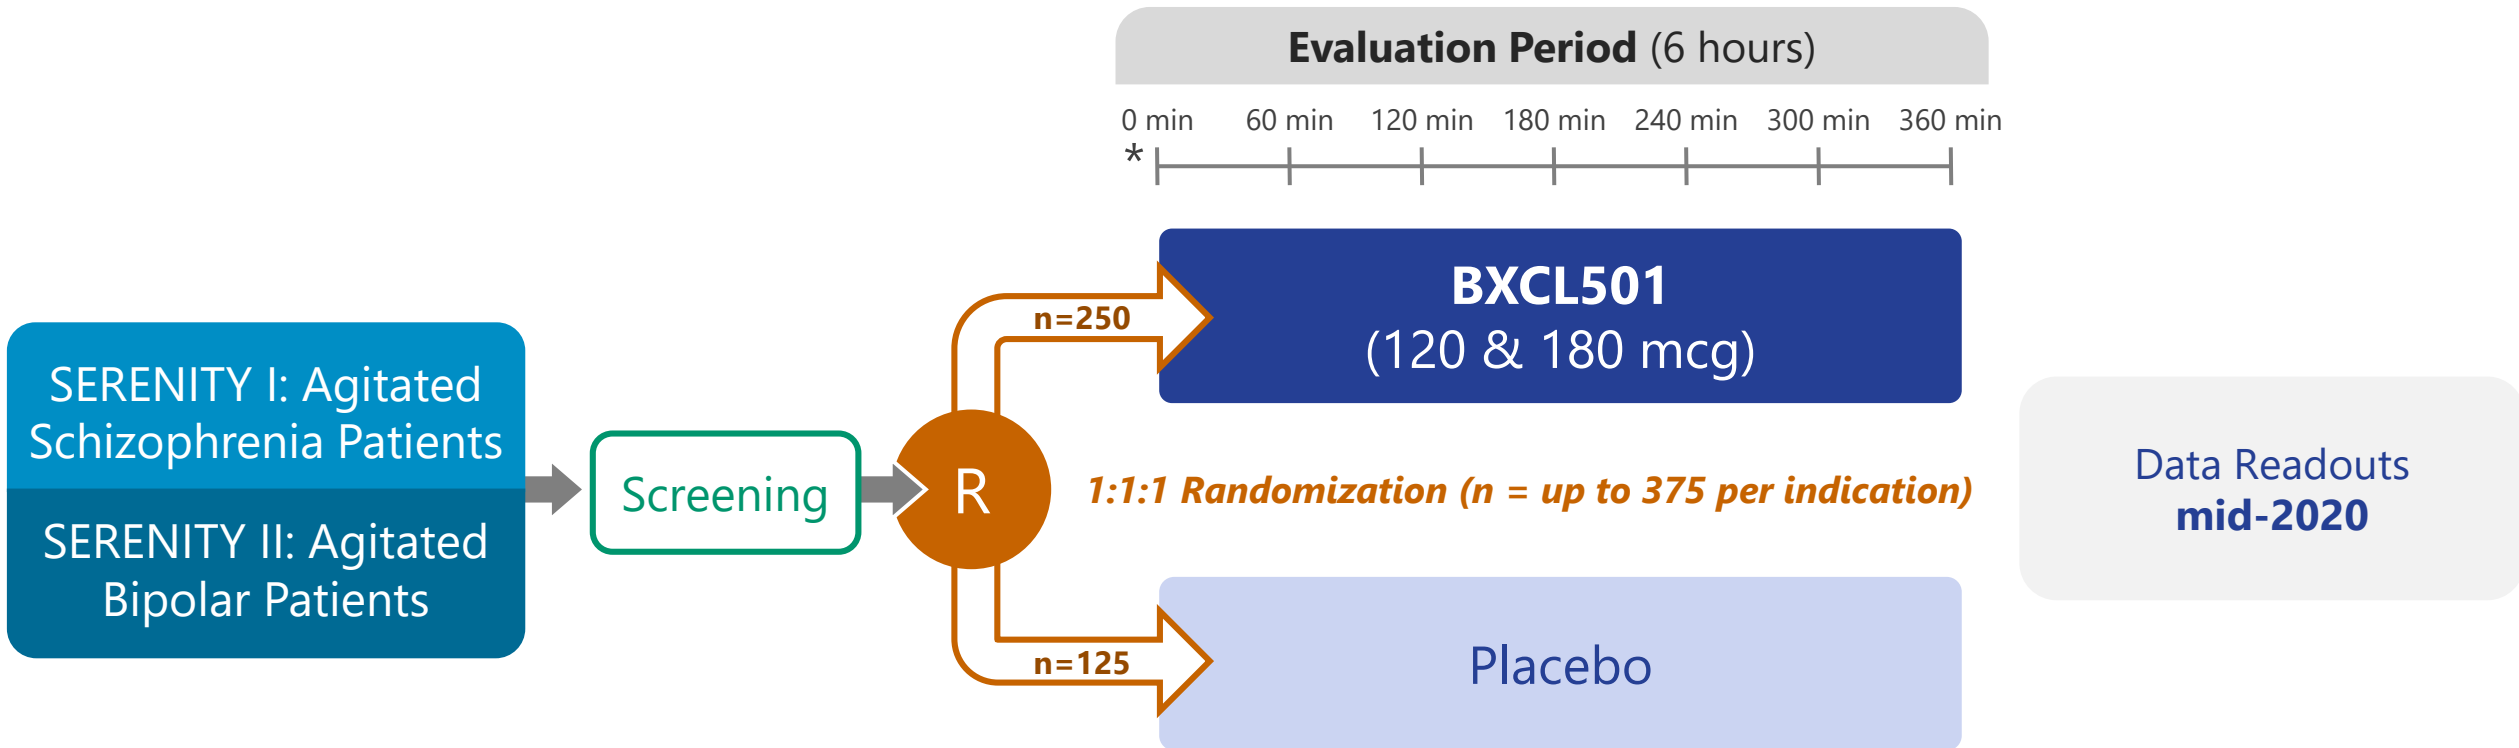 Evaluation Period (6 hours)
0 min 60 min 120 min 180 min 240 min 300 min 360 min
*
BXCL501
(120 & 180 mcg)
n=250
SERENITY I: Agitated
Schizophrenia Patients
SERENITY II: Agitated
Bipolar Patients
Screening
R
1:1:1 Randomization (n = up to 375 per indication)
n=125
Placebo
Data Readouts
mid-2020